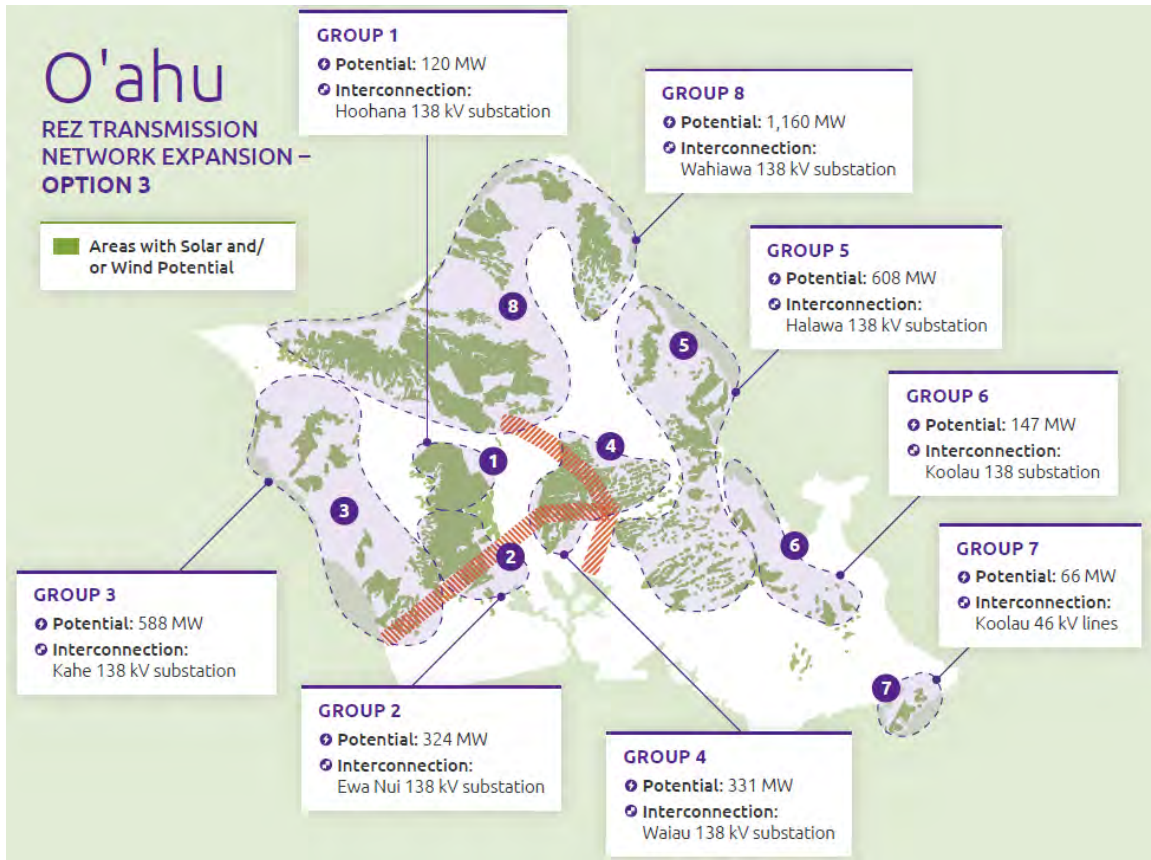 O'ahu
REZ TRANSMISSION
NETWORK EXPANSION –
OPTION 3
Areas with Solar and/
or Wind Potential
GROUP 1
Potential: 120 MW
Interconnection:
Hoohana 138 kV substation
GROUP 8
Potential: 1,160 MW
Interconnection:
Wahiawa 138 kV substation
GROUP 5
Potential: 608 MW
Interconnection:
Halawa 138 kV substation
GROUP 6
Potential: 147 MW
Interconnection:
Koolau 138 substation
GROUP 7
Potential: 66 MW
Interconnection:
Koolau 46 kV lines
GROUP 3
Potential: 588 MW
Interconnection:
Kahe 138 kV substation
GROUP 2
Potential: 324 MW
Interconnection:
Ewa Nui 138 kV substation
GROUP 4
Potential: 331 MW
Interconnection:
Waiau 138 kV substation
8
5
4
1
3
6
2
7